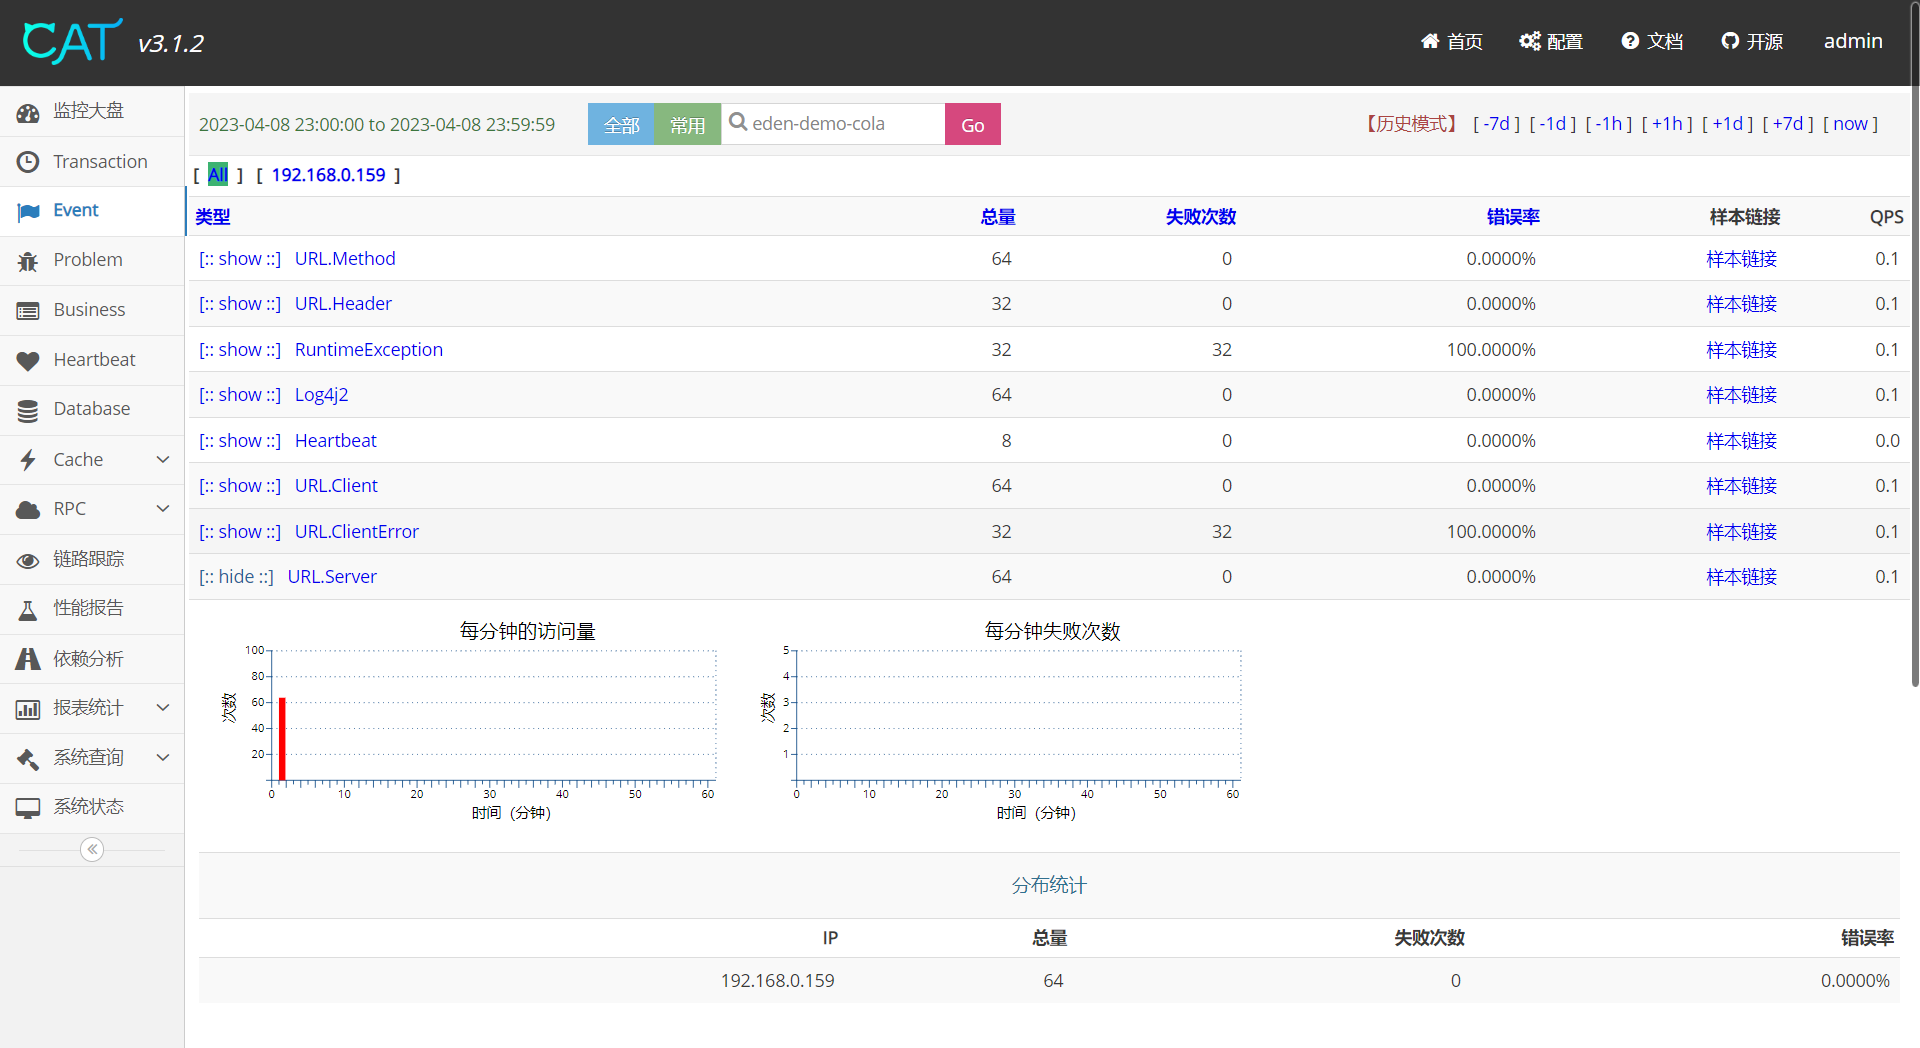 CAT v3.1.2 首页 配置 文档 开源 admin
监控大盘
Transaction
Event
Problem
Business
Heartbeat
Database
Cache
RPC
链路跟踪
性能报告
依赖分析
报表统计
系统查询
系统状态
2023-04-08 23:00:00 to 2023-04-08 23:59:59 全部 常用 eden-demo-cola Go 【历史模式】 [ -7d ] [ -1d ] [ -1h ] [ +1h ] [ +1d ] [ +7d ] [ now ]
[ All ] [ 192.168.0.159 ]
类型 总量 失败次数 错误率 样本链接 QPS
[:: show ::] URL.Method 64 0 0.0000% 样本链接 0.1
[:: show ::] URL.Header 32 0 0.0000% 样本链接 0.1
[:: show ::] RuntimeException 32 32 100.0000% 样本链接 0.1
[:: show ::] Log4j2 64 0 0.0000% 样本链接 0.1
[:: show ::] Heartbeat 8 0 0.0000% 样本链接 0.0
[:: show ::] URL.Client 64 0 0.0000% 样本链接 0.1
[:: show ::] URL.ClientError 32 32 100.0000% 样本链接 0.1
[:: hide ::] URL.Server 64 0 0.0000% 样本链接 0.1
每分钟的访问量
100
80
60
40
20
次数
0 10 20 30 40 50 60
时间（分钟）
每分钟失败次数
5
4
3
2
1
次数
0 10 20 30 40 50 60
时间（分钟）
分布统计
IP 总量 失败次数 错误率
192.168.0.159 64 0 0.0000%